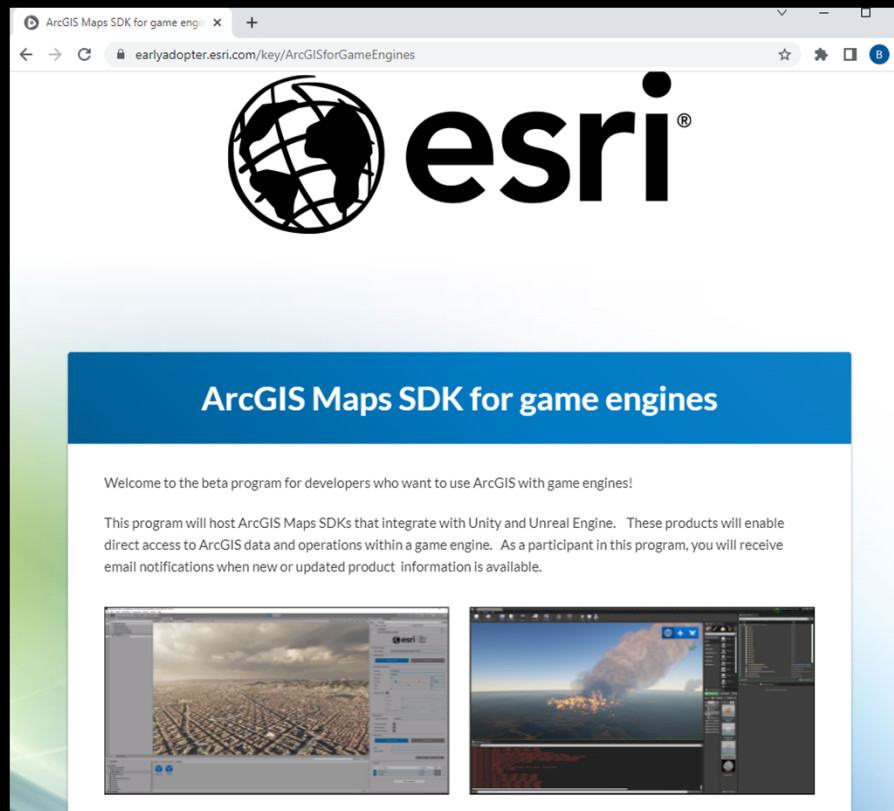 ArcGIS Maps SDK for game engin
earlyadopter.esri.com/key/ArcGISforGameEngines
B
esri®
ArcGIS Maps SDK for game engines
Welcome to the beta program for developers who want to use ArcGIS with game engines!
This program will host ArcGIS Maps SDKs that integrate with Unity and Unreal Engine. These products will enable
direct access to ArcGIS data and operations within a game engine. As a participant in this program, you will receive
email notifications when new or updated product information is available.
esri